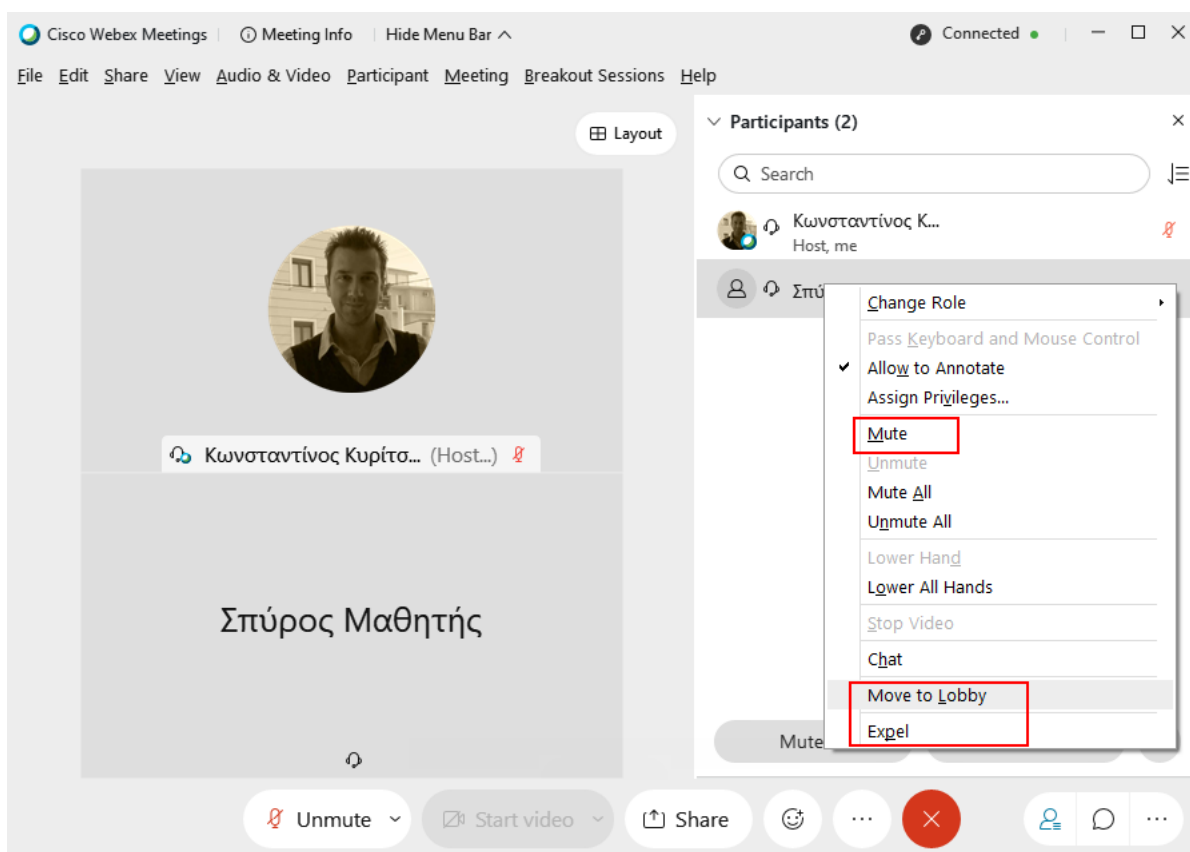 Cisco Webex Meetings Meeting Info Hide Menu Bar Connected
File Edit Share View Audio & Video Participant Meeting Breakout Sessions Help
Layout
Κωνσταντίνος Κυρίτσ... (Host...)
Σπύρος Μαθητής
Participants (2)
Search
Κωνσταντίνος Κ...
Host, me
Σπύ
Change Role
Pass Keyboard and Mouse Control
Allow to Annotate
Assign Privileges...
Mute
Unmute
Mute All
Unmute All
Lower Hand
Lower All Hands
Stop Video
Chat
Move to Lobby
Expel
Mute
Unmute Start video Share